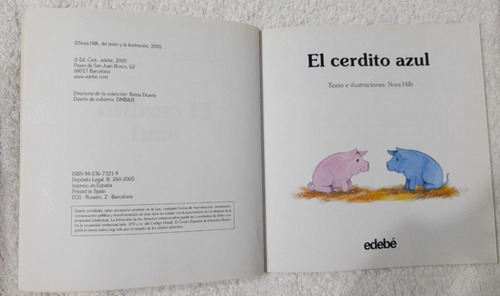 ©Nora Hilb, del texto y la ilustración, 2005
© Ed. Cast.: edebé, 2005
Paseo de San Juan Bosco, 62
08017 Barcelona
www.edebe.com
Directora de la colección: Reina Duarte
Diseño de cubierta: DMB&B.
ISBN 84-236-7321-9
Depósito Legal: B. 260-2005
Impreso en España
Printed in Spain
EGS - Rosario, 2 - Barcelona
El cerdito azul
Texto e ilustraciones: Nora Hilb
edebé